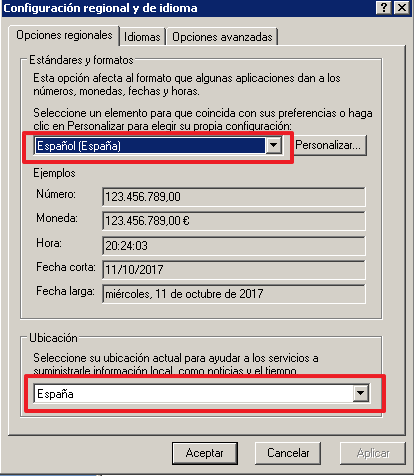 Configuración regional y de idioma
Opciones regionales Idiomas Opciones avanzadas
Estándares y formatos
Esta opción afecta al formato que algunas aplicaciones dan a los
números, monedas, fechas y horas.
Seleccione un elemento para que coincida con sus preferencias o haga
clic en Personalizar para elegir su propia configuración:
Español (España) Personalizar...
Ejemplos
Número: 123.456.789,00
Moneda: 123.456.789,00 €
Hora: 20:24:03
Fecha corta: 11/10/2017
Fecha larga: miércoles, 11 de octubre de 2017
Ubicación
Seleccione su ubicación actual para ayudar a los servicios a
suministrarle información local, como noticias y el tiempo.
España
Aceptar Cancelar Aplicar